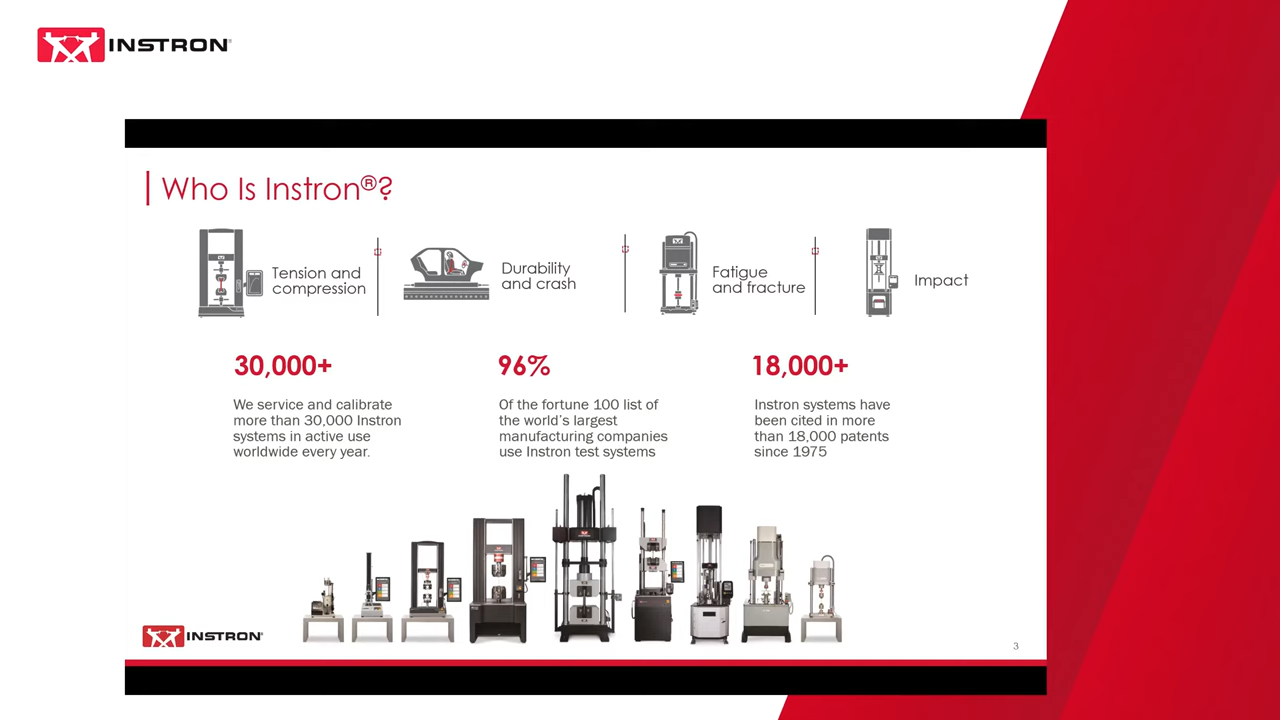 INSTRON®
Who Is Instron®?
Tension and
compression
Durability
and crash
Fatigue
and fracture
Impact
30,000+
We service and calibrate
more than 30,000 Instron
systems in active use
worldwide every year.
96%
Of the fortune 100 list of
the world's largest
manufacturing companies
use Instron test systems
18,000+
Instron systems have
been cited in more
than 18,000 patents
since 1975
INSTRON®
3